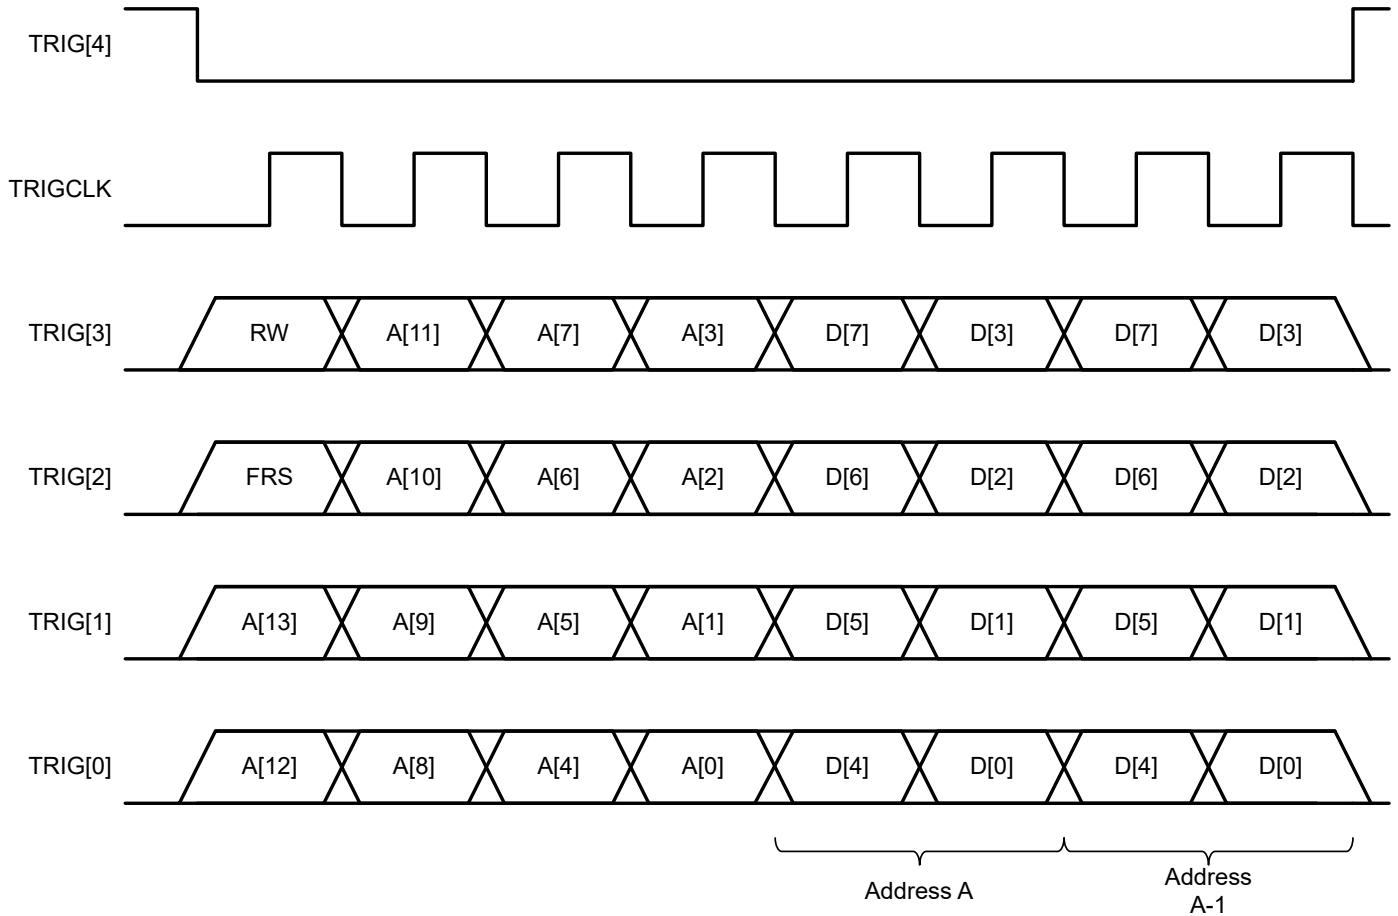 TRIG[4]
TRIGCLK
TRIG[3] RW A[11] A[7] A[3] D[7] D[3] D[7] D[3]
TRIG[2] FRS A[10] A[6] A[2] D[6] D[2] D[6] D[2]
TRIG[1] A[13] A[9] A[5] A[1] D[5] D[1] D[5] D[1]
TRIG[0] A[12] A[8] A[4] A[0] D[4] D[0] D[4] D[0]
Address A
Address
A-1